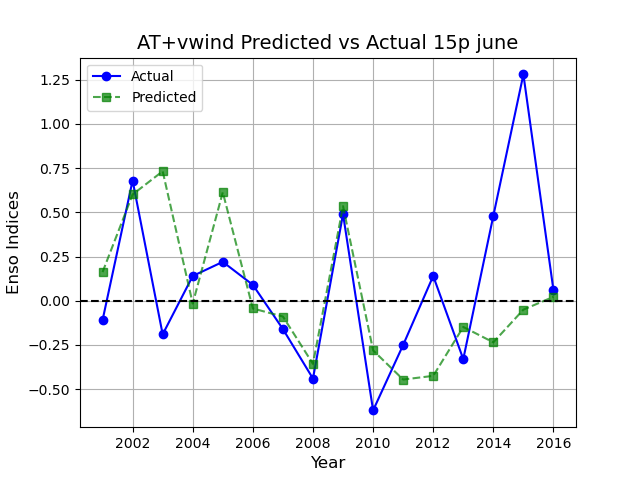 AT+vwind Predicted vs Actual 15p june
Actual
Predicted
1.25
1.00
0.75
0.50
0.25
0.00
−0.25
−0.50
Enso Indices
2002 2004 2006 2008 2010 2012 2014 2016
Year